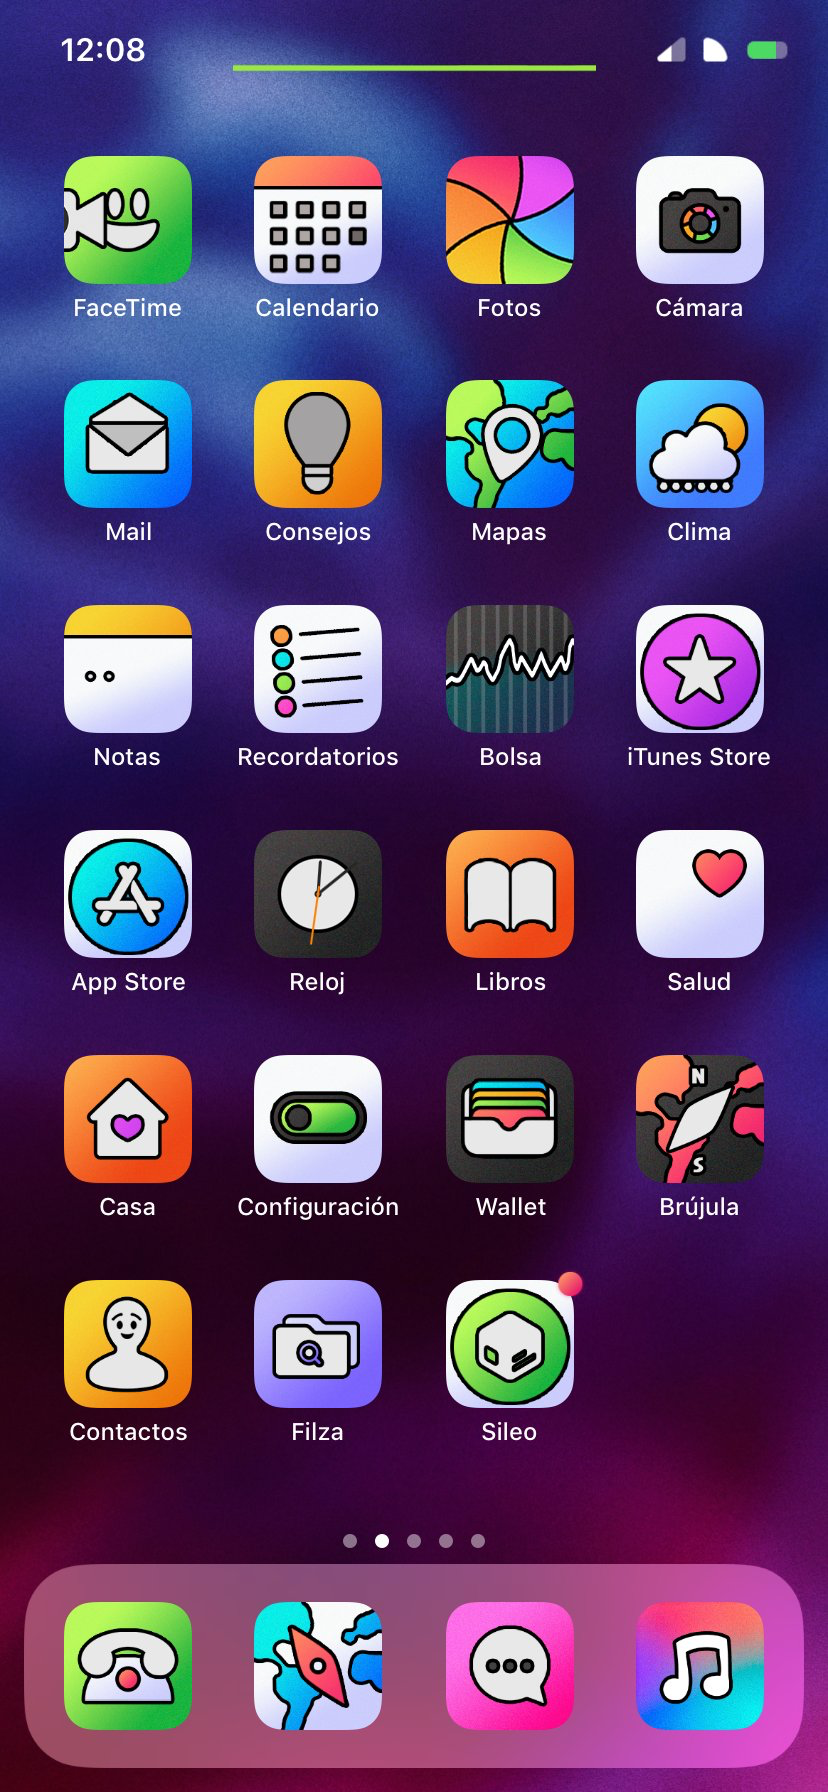 12:08
FaceTime Calendario Fotos Cámara
Mail Consejos Mapas Clima
Notas Recordatorios Bolsa iTunes Store
App Store Reloj Libros Salud
N
S
Casa Configuración Wallet Brújula
Contactos Filza Sileo